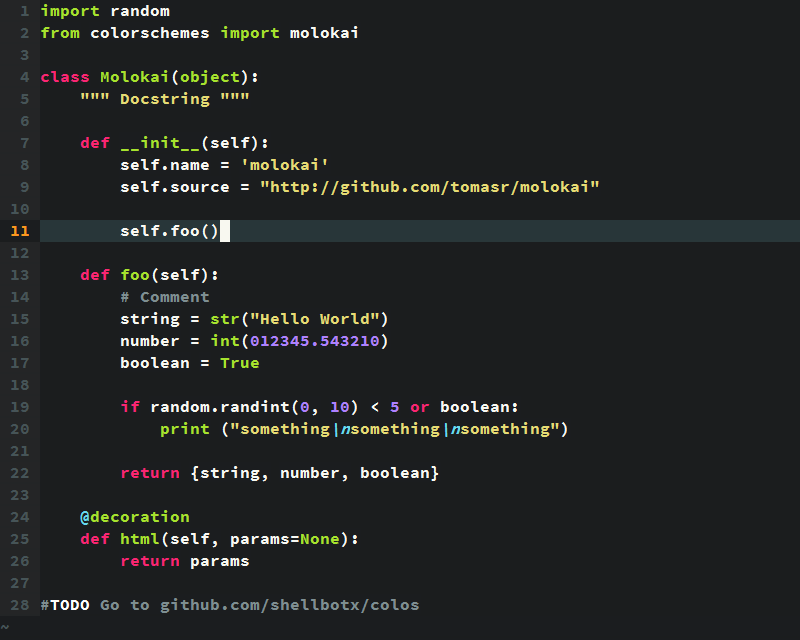 1 import random
2 from colorschemes import molokai
3
4 class Molokai(object):
5     """ Docstring """
6
7     def __init__(self):
8         self.name = 'molokai'
9         self.source = "http://github.com/tomasr/molokai"
10
11         self.foo()
12
13     def foo(self):
14         # Comment
15         string = str("Hello World")
16         number = int(012345.543210)
17         boolean = True
18
19         if random.randint(0, 10) < 5 or boolean:
20             print ("something\nsomething\nsomething")
21
22         return {string, number, boolean}
23
24     @decoration
25     def html(self, params=None):
26         return params
27
28 #TODO Go to github.com/shellbotx/colos
~